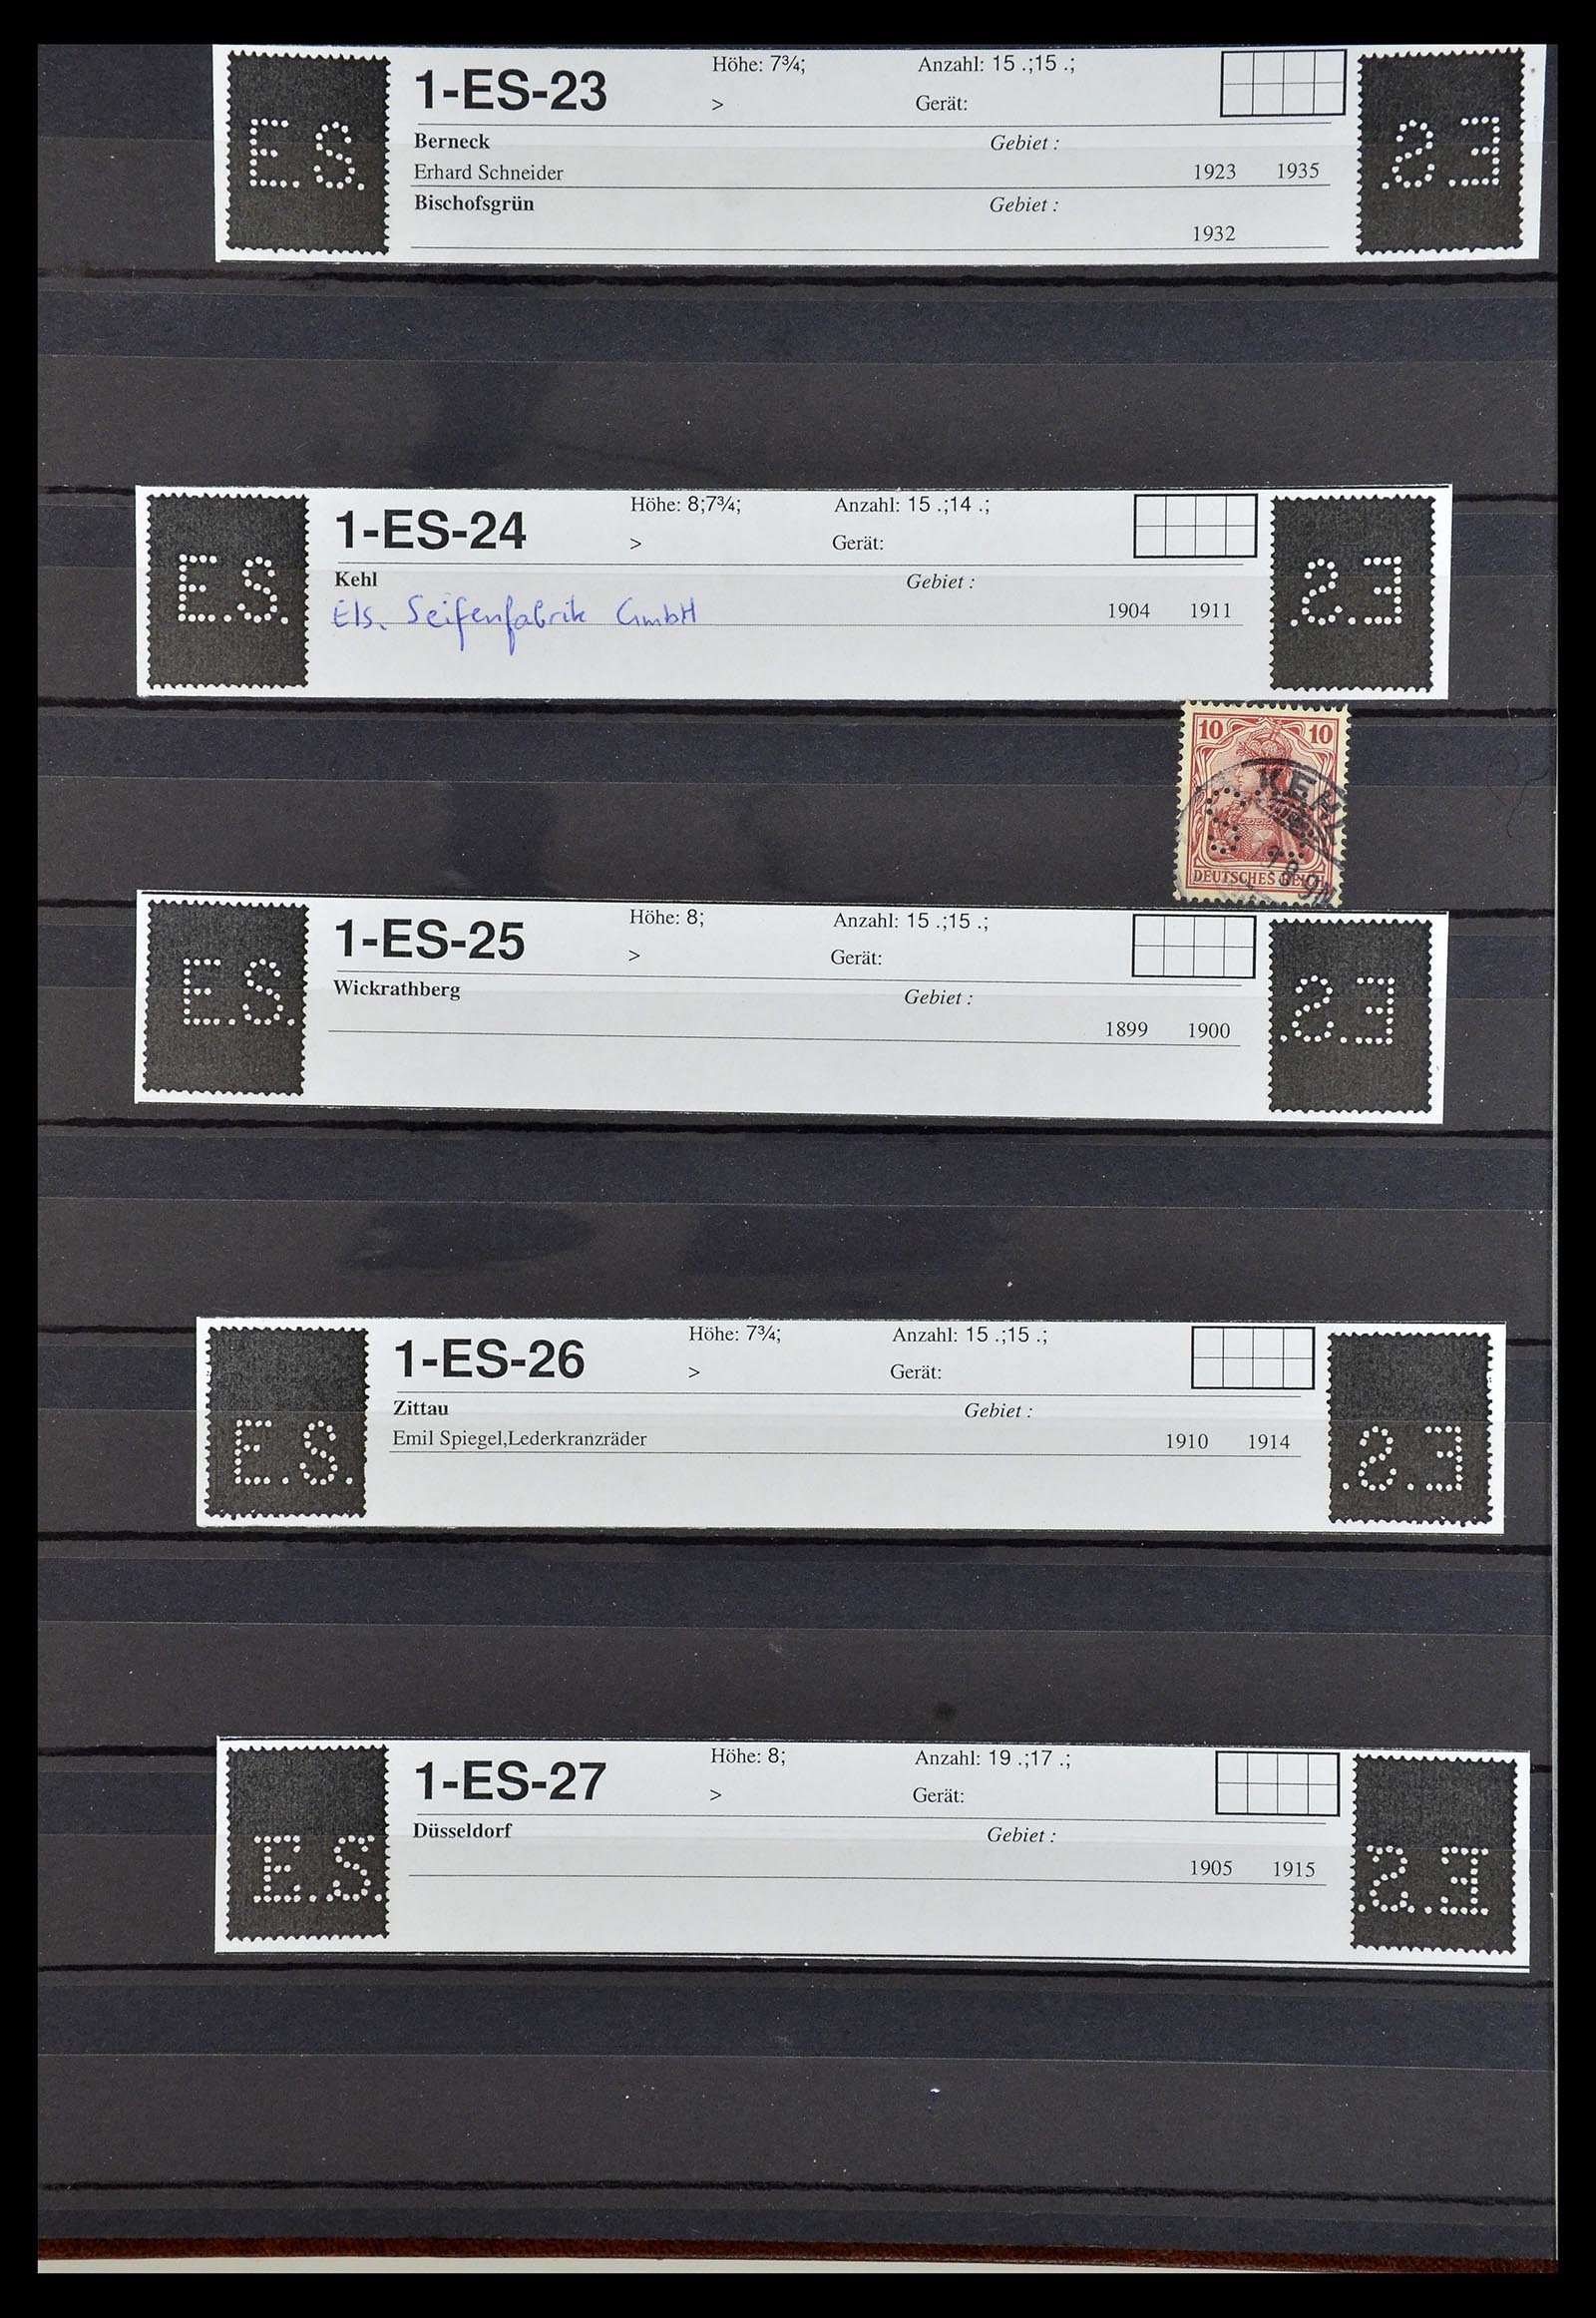 E.S.
1-ES-23
Höhe: 7¾;
Anzahl: 15 .;15 .;
>
Gerät:
Berneck
Gebiet :
Erhard Schneider
1923 1935
Bischofsgrün
Gebiet :
1932
E.S.
E.S.
1-ES-24
Höhe: 8;7¾;
Anzahl: 15 .;14 .;
>
Gerät:
Kehl
Gebiet :
Els. Seifenfabrik GmbH
1904 1911
E.S.
10 10
KEHL
DEUTSCHES REICH
E.S.
1-ES-25
Höhe: 8;
Anzahl: 15 .;15 .;
>
Gerät:
Wickrathberg
Gebiet :
1899 1900
E.S.
E.S.
1-ES-26
Höhe: 7¾;
Anzahl: 15 .;15 .;
>
Gerät:
Zittau
Gebiet :
Emil Spiegel,Lederkranzräder
1910 1914
E.S.
E.S.
1-ES-27
Höhe: 8;
Anzahl: 19 .;17 .;
>
Gerät:
Düsseldorf
Gebiet :
1905 1915
E.S.